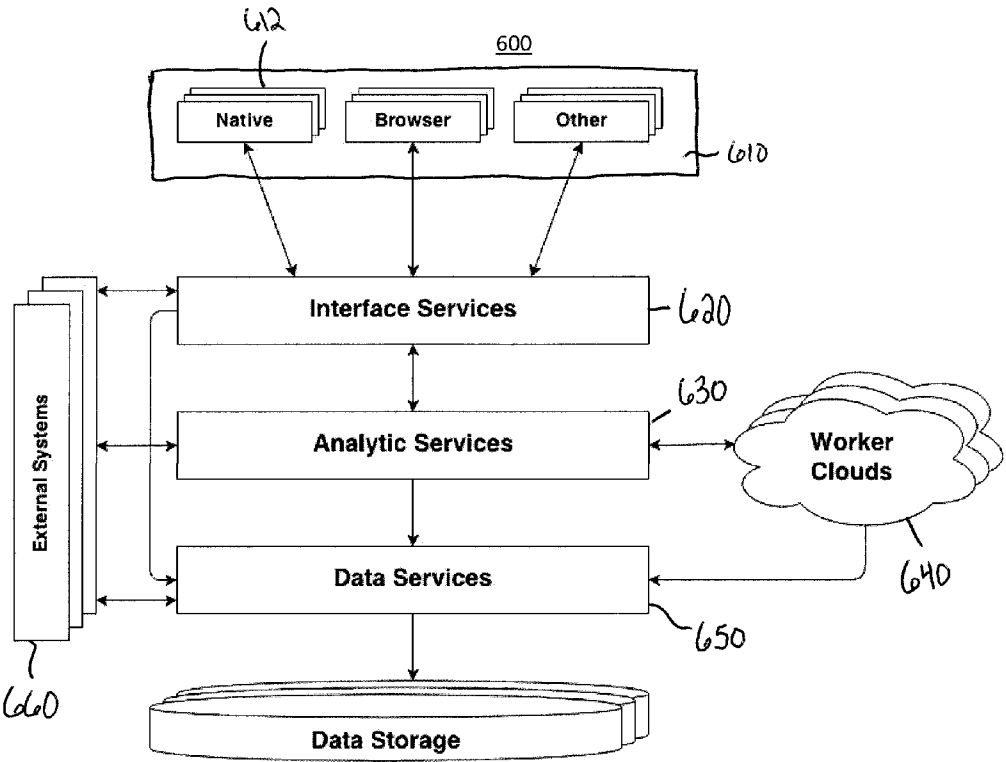 612
600
Native
Browser
Other
610
Interface Services
620
External Systems
630
Analytic Services
Worker
Clouds
640
Data Services
650
660
Data Storage